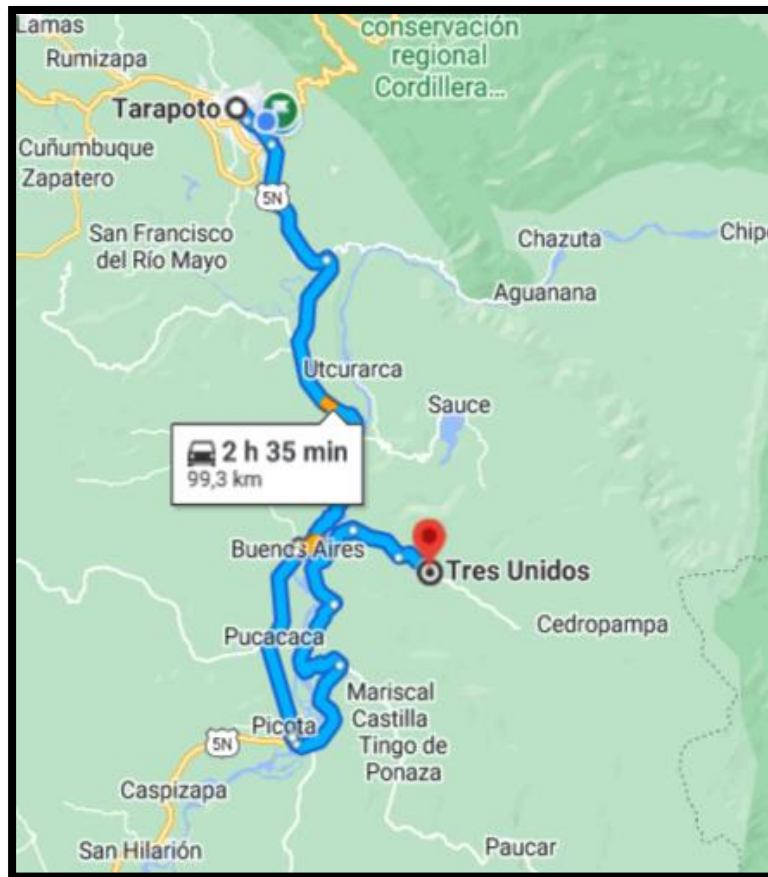 Lamas
conservación
regional
Cordillera...
Rumizapa
Tarapoto
Cuñumbuque
Zapatero
5N
San Francisco
del Río Mayo
Chazuta
Chip
Aguanana
Utcurarca
Sauce
2 h 35 min
99,3 km
Buenos Aires
Tres Unidos
Cedropampa
Pucacaca
Mariscal
Castilla
Picota
Tingo de
Ponaza
5N
Caspizapa
San Hilarión
Paucar